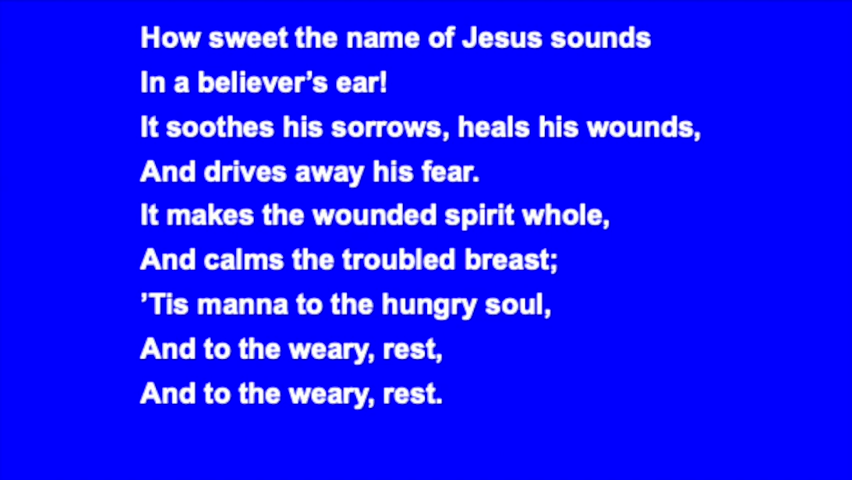 How sweet the name of Jesus sounds
In a believer’s ear!
It soothes his sorrows, heals his wounds,
And drives away his fear.
It makes the wounded spirit whole,
And calms the troubled breast;
’Tis manna to the hungry soul,
And to the weary, rest,
And to the weary, rest.